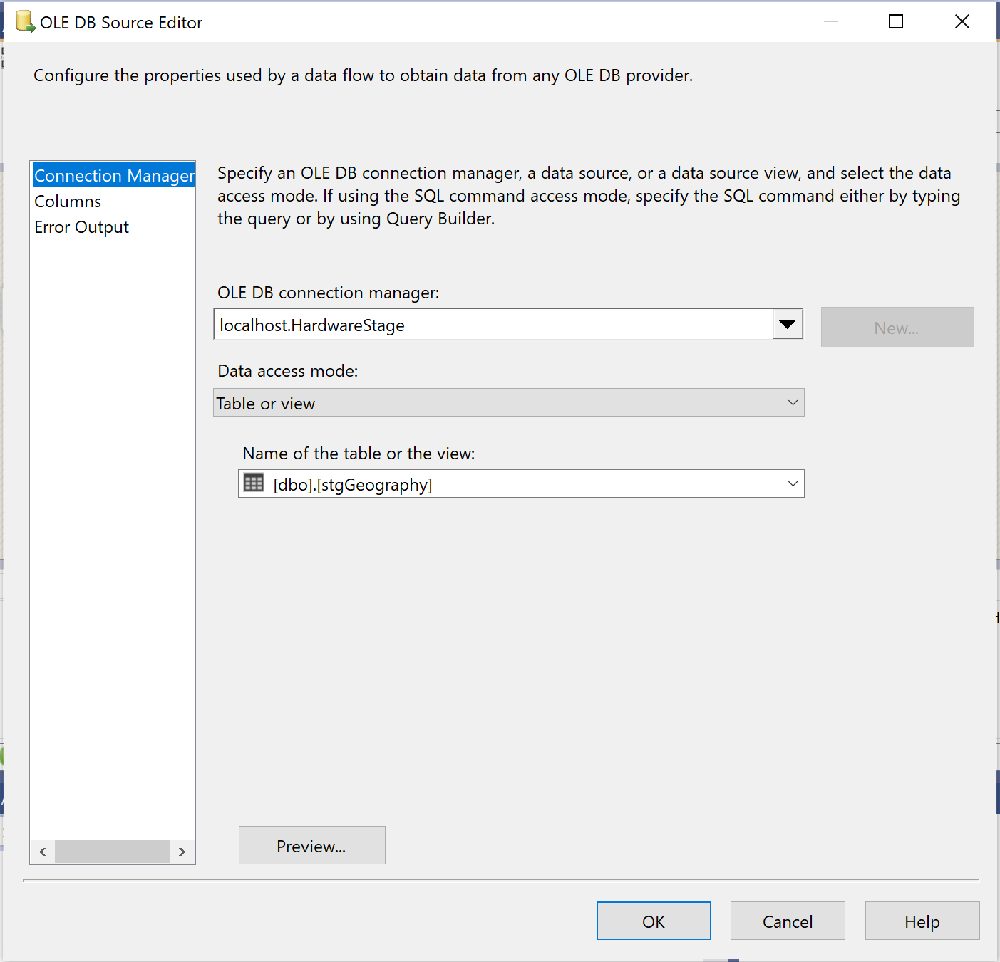 OLE DB Source Editor
Configure the properties used by a data flow to obtain data from any OLE DB provider.
Connection Manager
Columns
Error Output
Specify an OLE DB connection manager, a data source, or a data source view, and select the data
access mode. If using the SQL command access mode, specify the SQL command either by typing
the query or by using Query Builder.
OLE DB connection manager:
localhost.HardwareStage
New...
Data access mode:
Table or view
Name of the table or the view:
[dbo].[stgGeography]
Preview...
OK
Cancel
Help